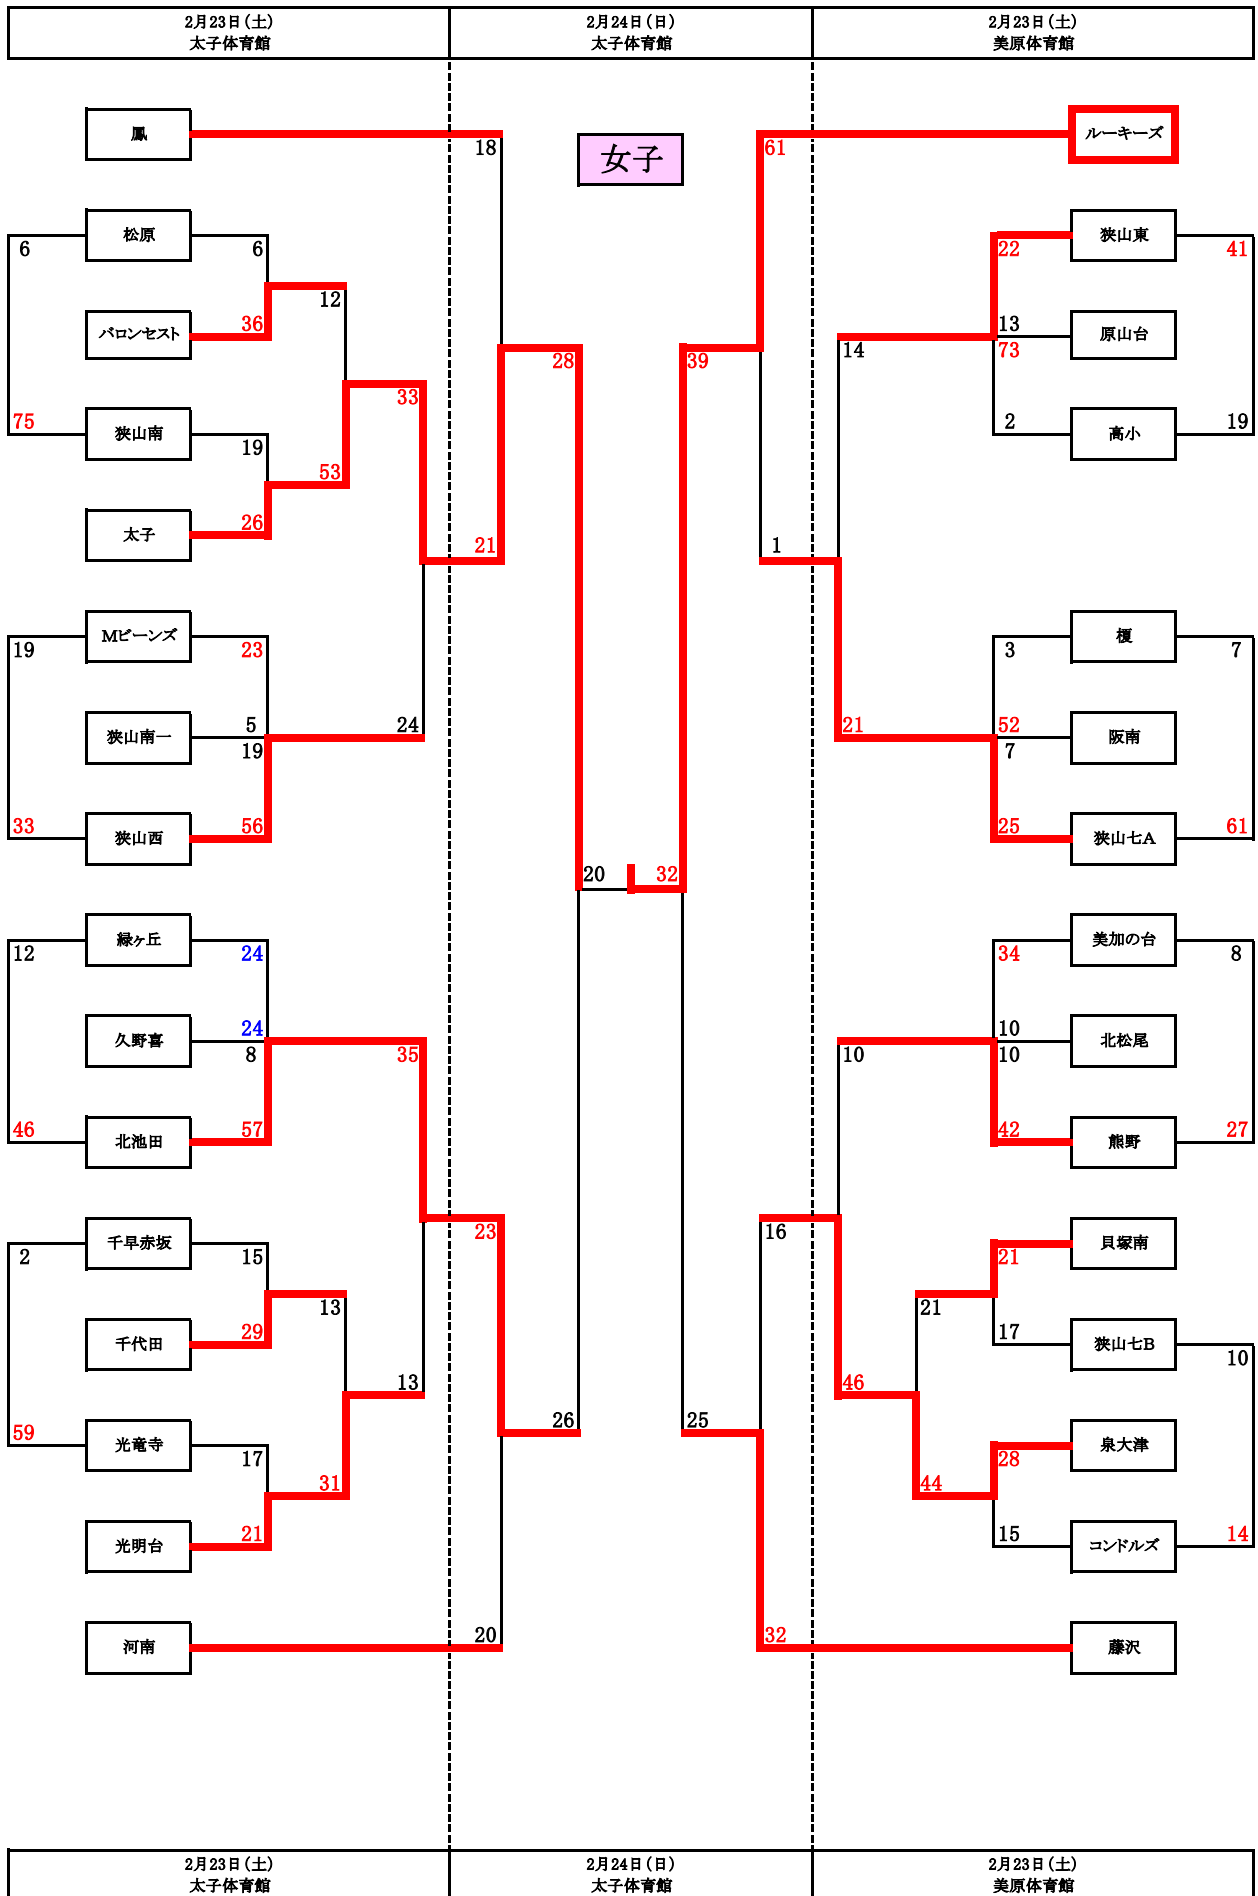 2月23日(土)
太子体育館
2月24日(日)
太子体育館
2月23日(土)
美原体育館
女子
鳳
18
61
ルーキーズ
6
松原
6
22
狭山東
41
12
バロンセスト
36
28
39
14
13
73
原山台
33
75
狭山南
19
2
高小
19
53
太子
26
21
1
19
Mビーンズ
23
3
榎
7
狭山南一
5
19
24
21
52
7
阪南
33
狭山西
56
25
狭山七A
61
20
32
12
緑ヶ丘
24
34
美加の台
8
久野喜
24
8
35
10
10
10
北松尾
46
北池田
57
42
熊野
27
2
千早赤坂
15
23
16
21
貝塚南
13
21
千代田
29
17
狭山七B
10
13
46
59
光竜寺
17
26
25
28
泉大津
31
44
光明台
21
15
コンドルズ
14
河南
20
32
藤沢
2月23日(土)
太子体育館
2月24日(日)
太子体育館
2月23日(土)
美原体育館